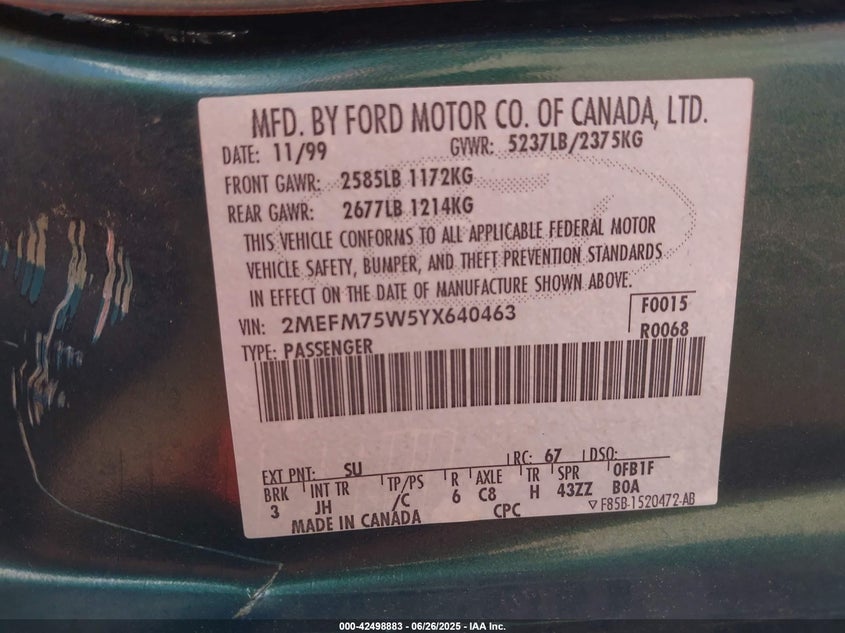 MFD. BY FORD MOTOR CO. OF CANADA, LTD.
DATE: 11/99 GVWR: 5237LB/2375KG
FRONT GAWR: 2585LB 1172KG
REAR GAWR: 2677LB 1214KG
THIS VEHICLE CONFORMS TO ALL APPLICABLE FEDERAL MOTOR
VEHICLE SAFETY, BUMPER, AND THEFT PREVENTION STANDARDS
IN EFFECT ON THE DATE OF MANUFACTURE SHOWN ABOVE.
VIN: 2MEFM75W5YX640463 F0015
TYPE: PASSENGER R0068
EXT PNT: SU RC: 67 DSO:
BRK INT TR TP/PS R AXLE TR SPR 0FB1F
3 JH /C 6 C8 H 43ZZ B0A
MADE IN CANADA CPC ▽F85B-1520472-AB
000-42498883 - 06/26/2025 - IAA Inc.